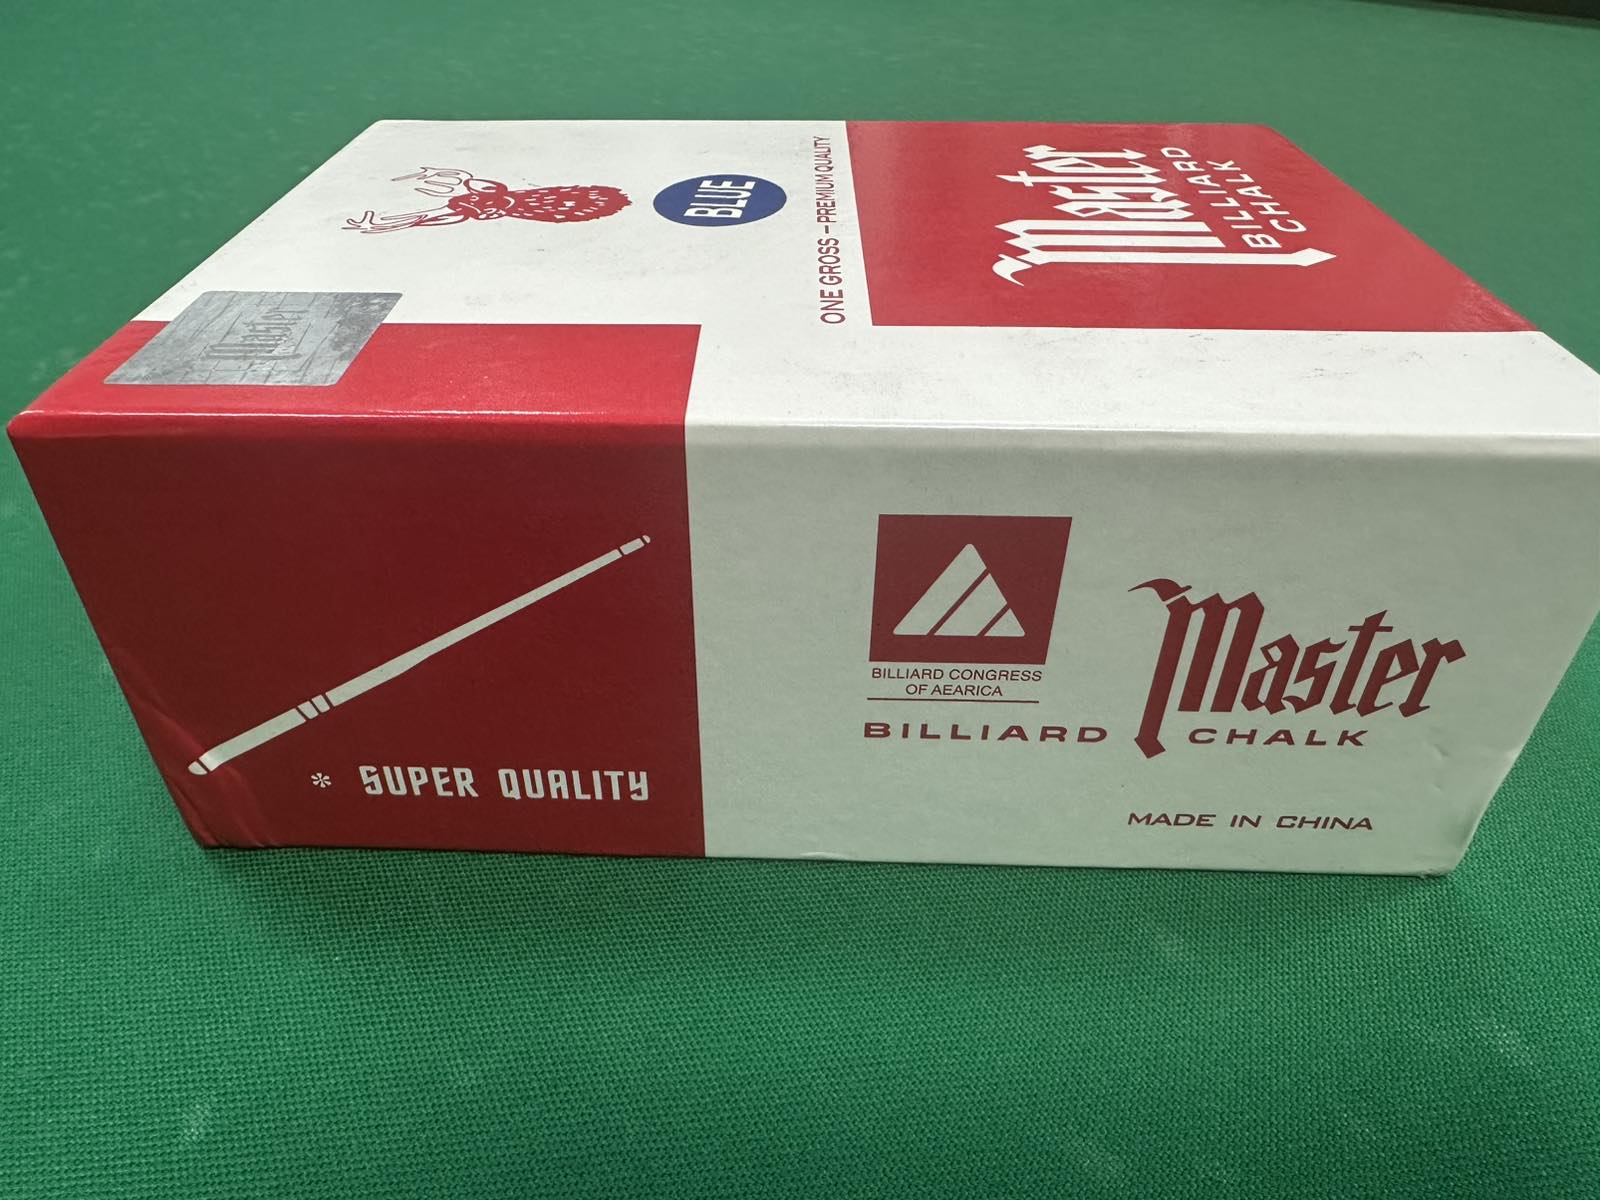 Master
BILLIARD
CHALK
ONE GROSS – PREMIUM QUALITY
BLUE
Master
* SUPER QUALITY
BILLIARD CONGRESS
OF AEARICA
Master
BILLIARD CHALK
MADE IN CHINA